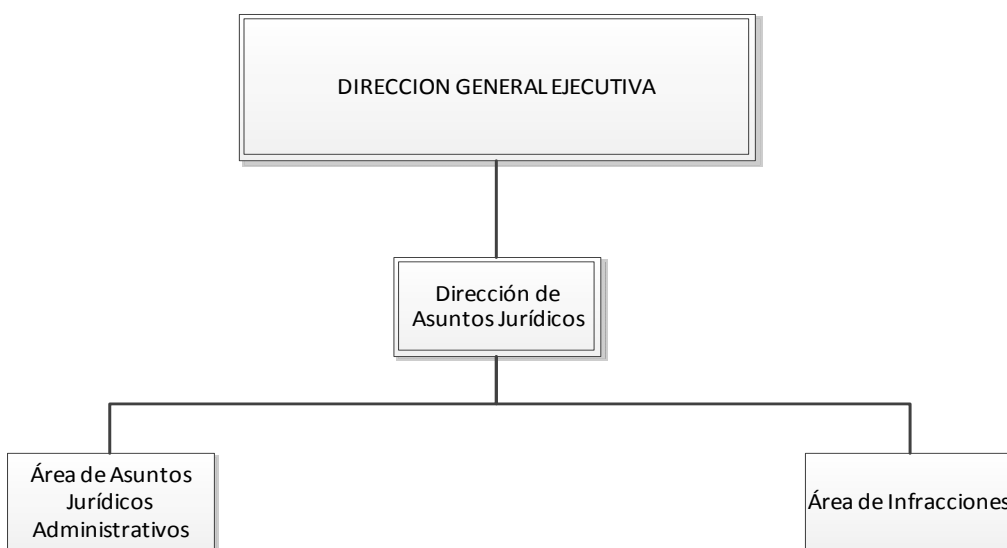 DIRECCION GENERAL EJECUTIVA
Dirección de
Asuntos Jurídicos
Área de Asuntos
Jurídicos
Administrativos
Área de Infracciones